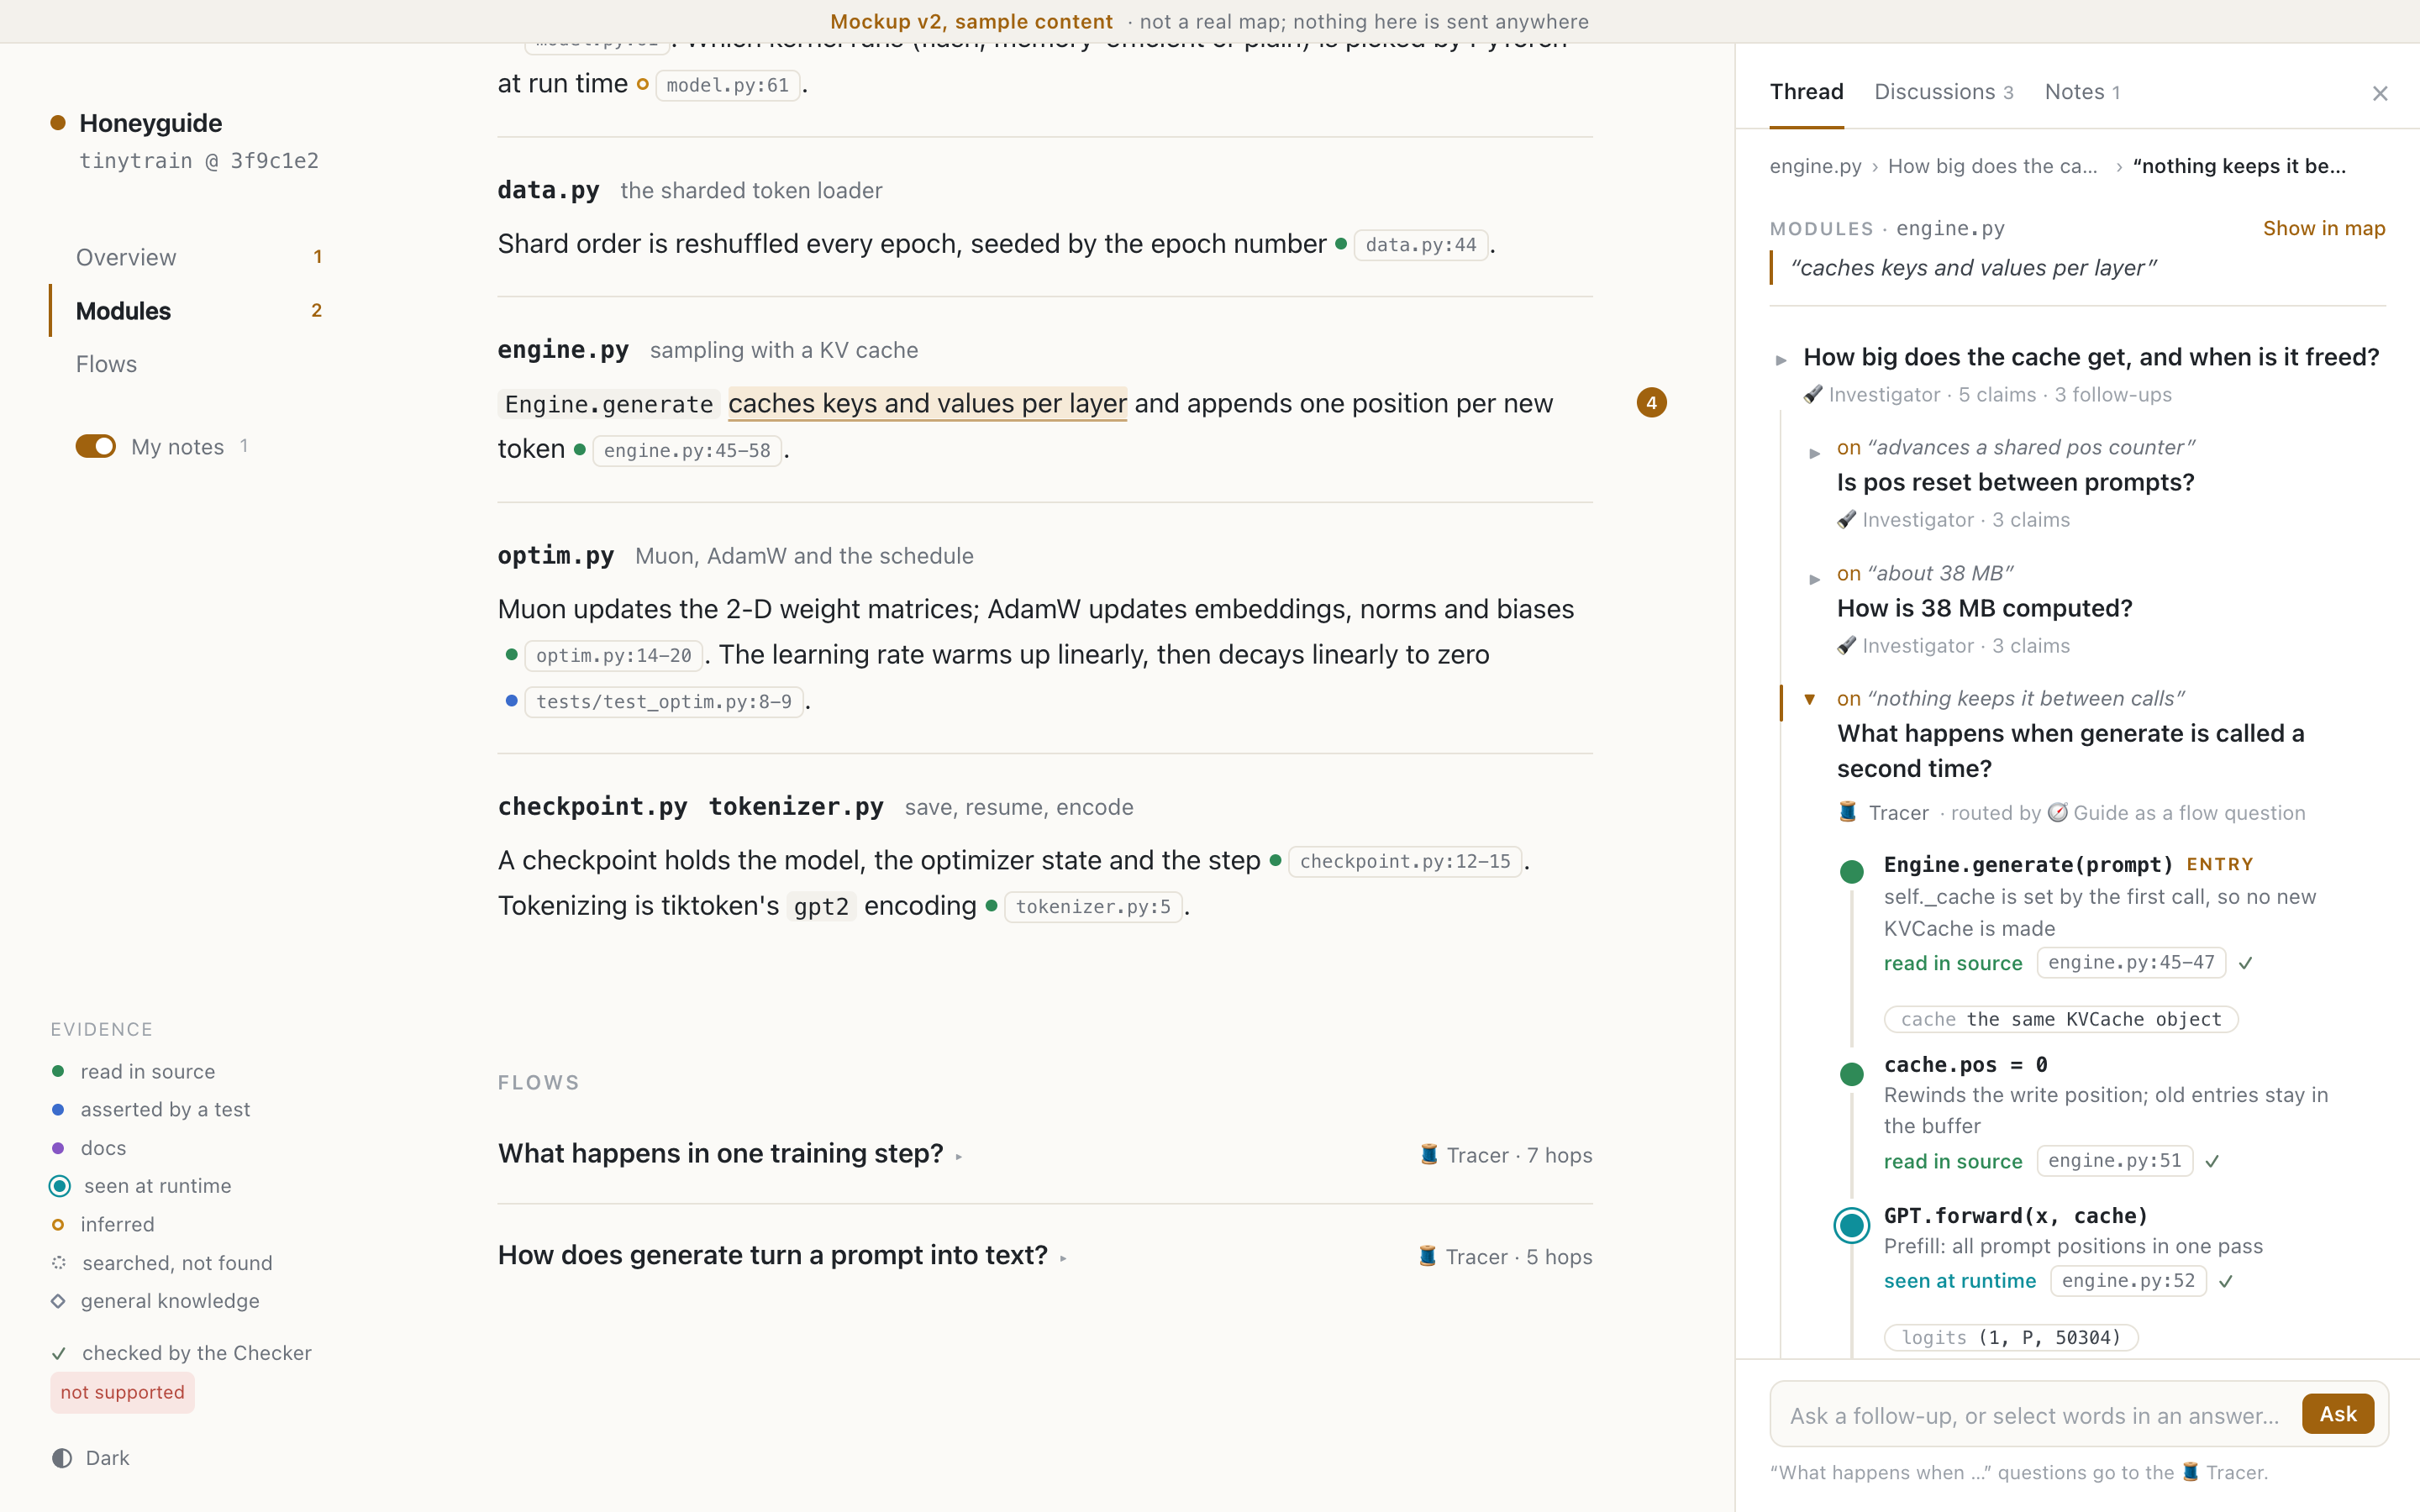 Mockup v2, sample content · not a real map; nothing here is sent anywhere
Honeyguide
tinytrain @ 3f9c1e2
Overview 1
Modules 2
Flows
My notes 1
EVIDENCE
read in source
asserted by a test
docs
seen at runtime
inferred
searched, not found
general knowledge
✓ checked by the Checker
not supported
Dark
model.py:61 . Which kernel runs (flash, memory-efficient or plain) is picked by PyTorch
at run time model.py:61 .
data.py the sharded token loader
Shard order is reshuffled every epoch, seeded by the epoch number data.py:44 .
engine.py sampling with a KV cache
Engine.generate caches keys and values per layer and appends one position per new 4
token engine.py:45–58 .
optim.py Muon, AdamW and the schedule
Muon updates the 2-D weight matrices; AdamW updates embeddings, norms and biases
optim.py:14–20 . The learning rate warms up linearly, then decays linearly to zero
tests/test_optim.py:8–9 .
checkpoint.py tokenizer.py save, resume, encode
A checkpoint holds the model, the optimizer state and the step checkpoint.py:12–15 .
Tokenizing is tiktoken's gpt2 encoding tokenizer.py:5 .
FLOWS
What happens in one training step? ▸ Tracer · 7 hops
How does generate turn a prompt into text? ▸ Tracer · 5 hops
Thread Discussions 3 Notes 1 ×
engine.py › How big does the ca... › “nothing keeps it be...
MODULES · engine.py Show in map
“caches keys and values per layer”
How big does the cache get, and when is it freed?
Investigator · 5 claims · 3 follow-ups
on “advances a shared pos counter”
Is pos reset between prompts?
Investigator · 3 claims
on “about 38 MB”
How is 38 MB computed?
Investigator · 3 claims
on “nothing keeps it between calls”
What happens when generate is called a
second time?
Tracer · routed by Guide as a flow question
Engine.generate(prompt) ENTRY
self._cache is set by the first call, so no new
KVCache is made
read in source engine.py:45–47 ✓
cache the same KVCache object
cache.pos = 0
Rewinds the write position; old entries stay in
the buffer
read in source engine.py:51 ✓
GPT.forward(x, cache)
Prefill: all prompt positions in one pass
seen at runtime engine.py:52 ✓
logits (1, P, 50304)
Ask a follow-up, or select words in an answer... Ask
“What happens when ...” questions go to the Tracer.